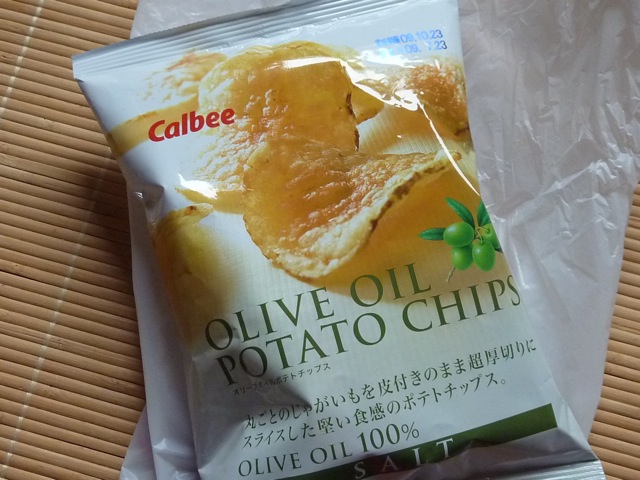 09.10.23
Calbee
OLIVE OIL
POTATO CHIPS
オリーブオイルポテトチップス
丸ごとのじゃがいもを皮付きのまま超厚切りに
スライスした堅い食感のポテトチップス。
OLIVE OIL 100%
SALT